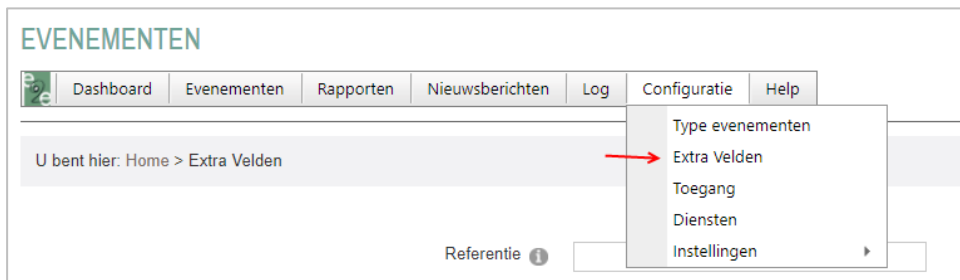 EVENEMENTEN
e2e Dashboard Evenementen Rapporten Nieuwsberichten Log Configuratie Help
Type evenementen
U bent hier: Home > Extra Velden
Extra Velden
Toegang
Diensten
Referentie
Instellingen